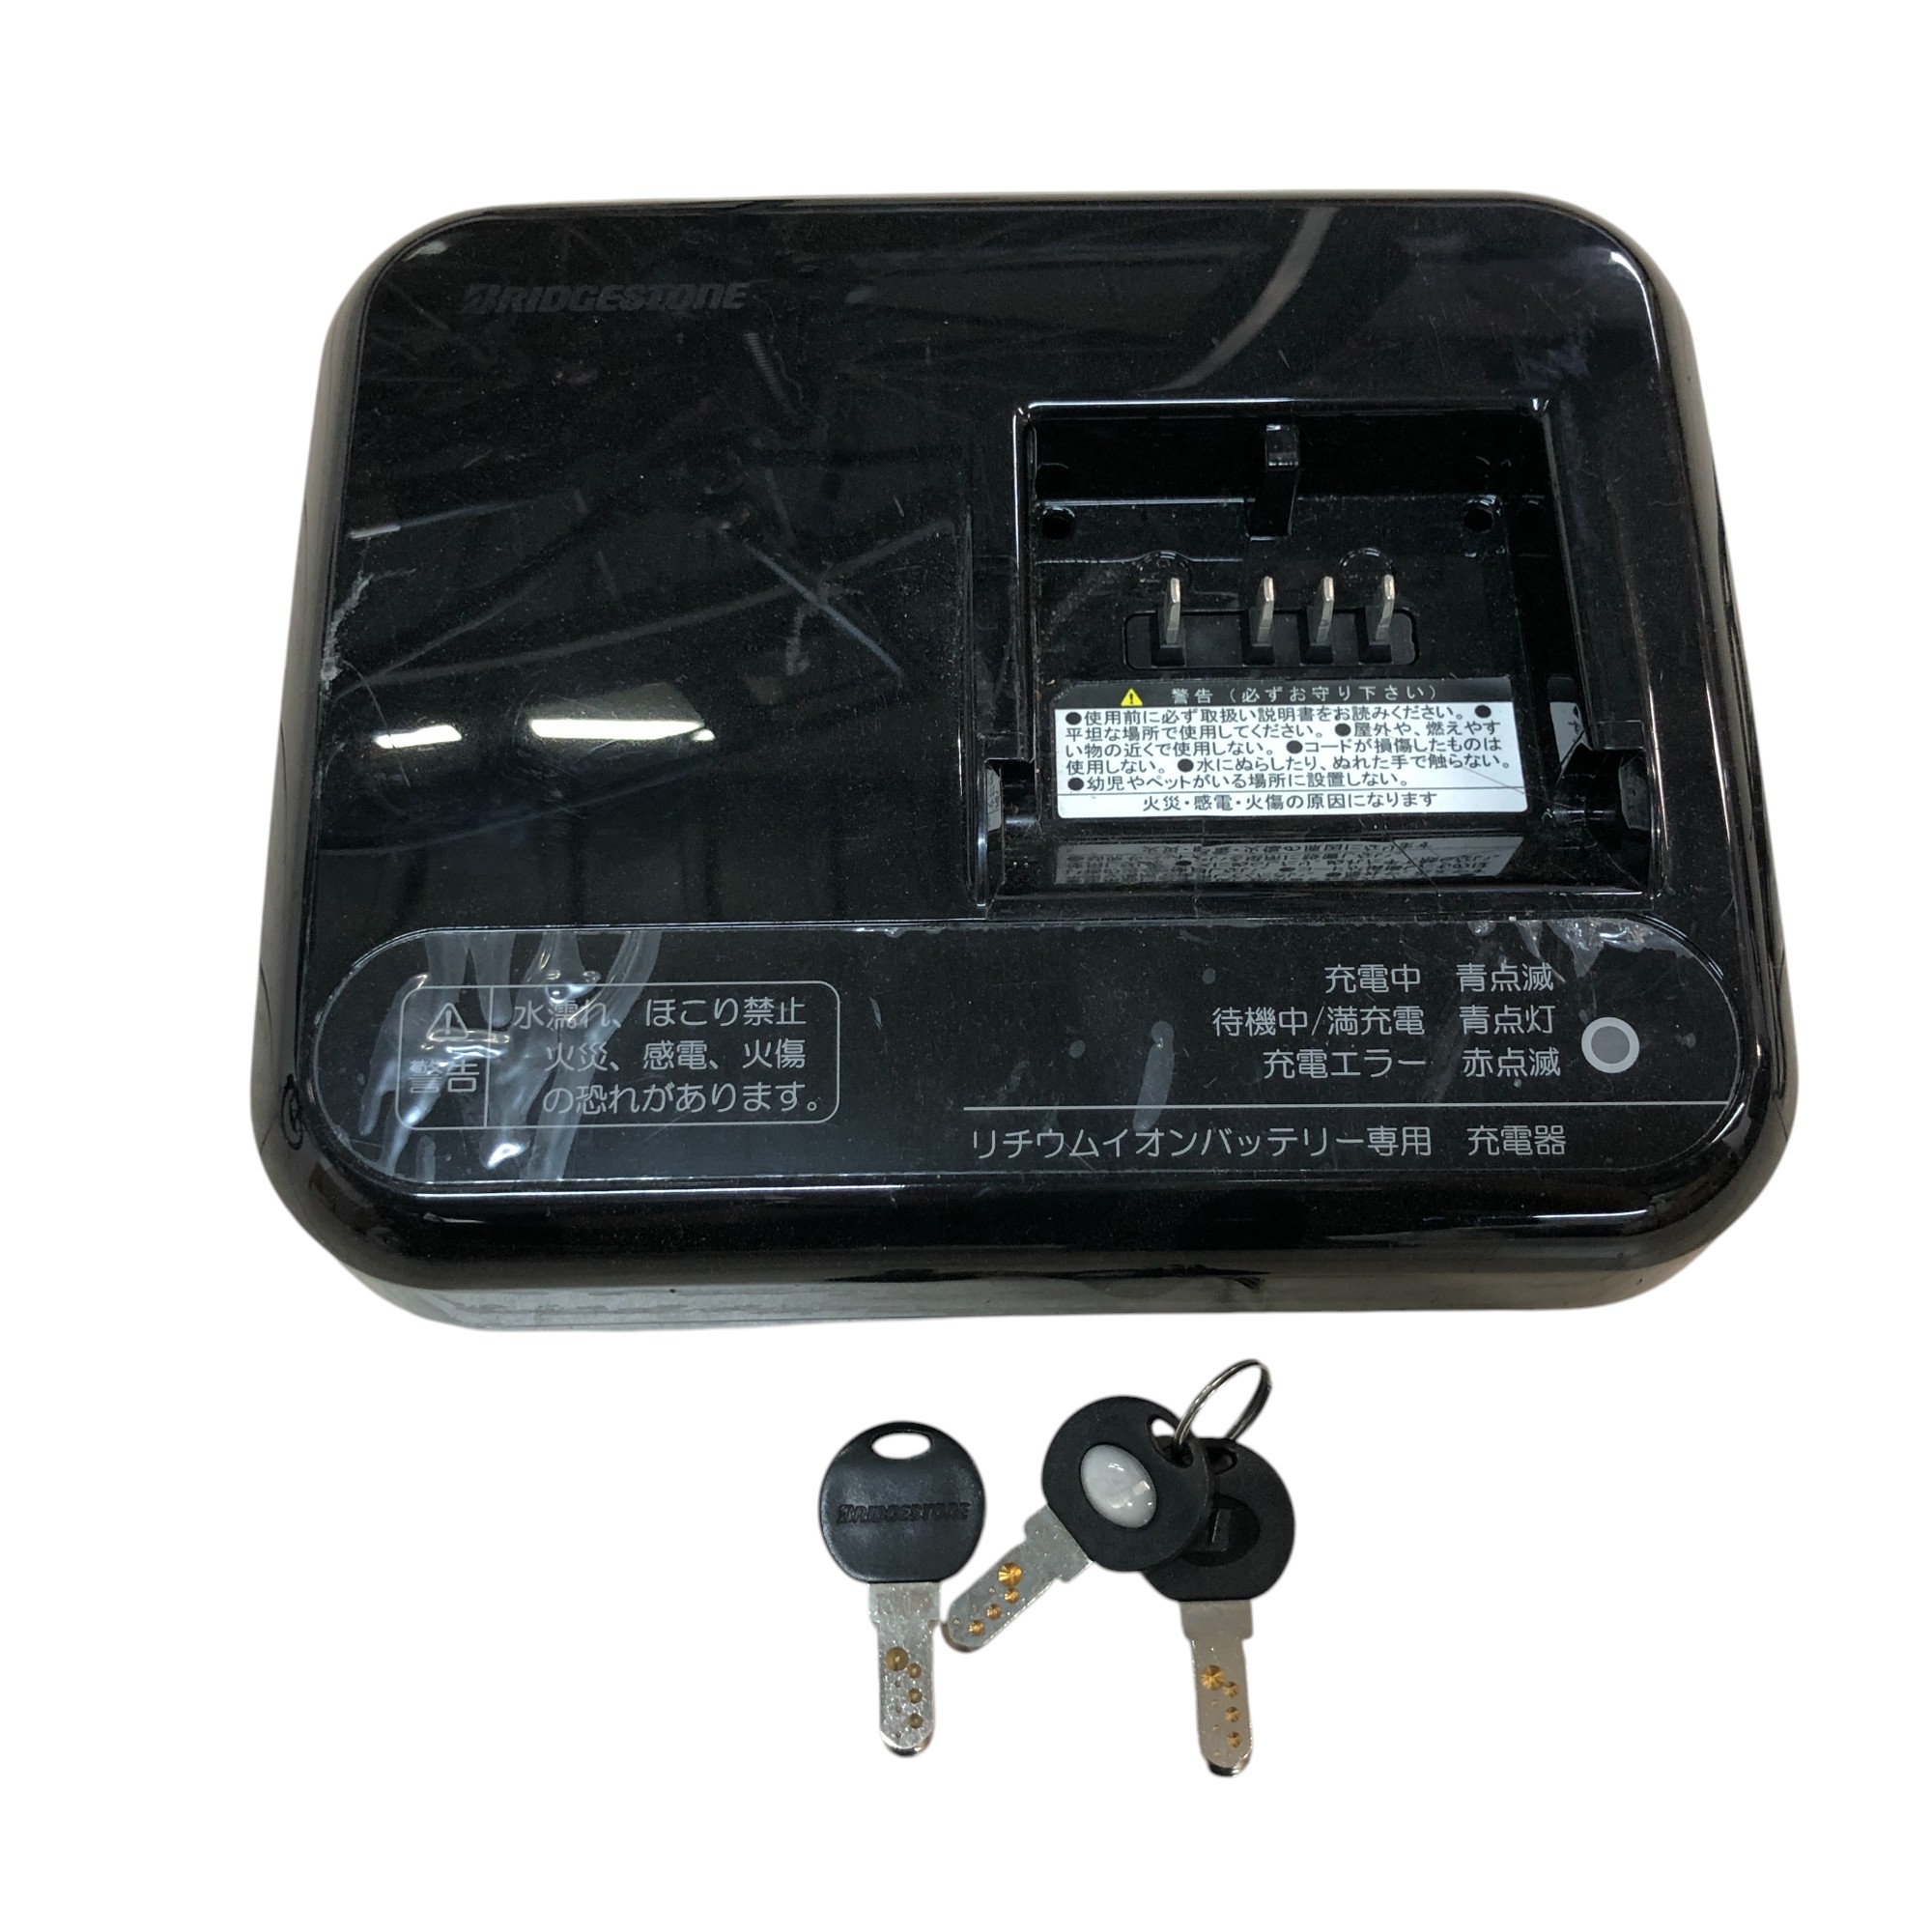 BRIDGESTONE
警告(必ずお守り下さい)
●使用前に必ず取扱い説明書をお読みください。●
平坦な場所で使用してください。●屋外や、燃えやす
い物の近くで使用しない。●コードが損傷したものは
使用しない。●水にぬらしたり、ぬれた手で触らない。
●幼児やペットがいる場所に設置しない。
火災・感電・火傷の原因になります
警告
水濡れ、ほこり禁止
火災、感電、火傷
の恐れがあります。
充電中 青点滅
待機中/満充電 青点灯
充電エラー 赤点滅
リチウムイオンバッテリー専用 充電器
BRIDGESTONE